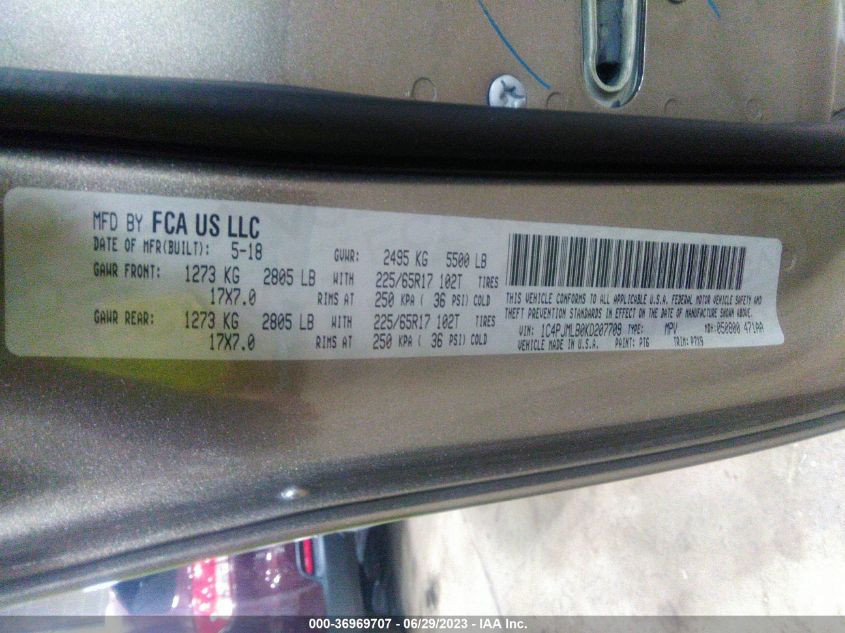 MFD BY FCA US LLC
DATE OF MFR(BUILT): 5-18 GVWR: 2495 KG 5500 LB
GAWR FRONT: 1273 KG 2805 LB WITH 225/65R17 102T TIRES
17X7.0 RIMS AT 250 KPA ( 36 PSI) COLD
GAWR REAR: 1273 KG 2805 LB WITH 225/65R17 102T TIRES
17X7.0 RIMS AT 250 KPA ( 36 PSI) COLD
THIS VEHICLE CONFORMS TO ALL APPLICABLE U.S.A. FEDERAL MOTOR VEHICLE SAFETY AND
THEFT PREVENTION STANDARDS IN EFFECT ON THE DATE OF MANUFACTURE SHOWN ABOVE.
VIN: 1C4PJMLB0KD207709 TYPE: MPV MDH: 050800 471AA
VEHICLE MADE IN U.S.A. PAINT: PTG TRIM:
000-36969707 - 06/29/2023 - IAA Inc.